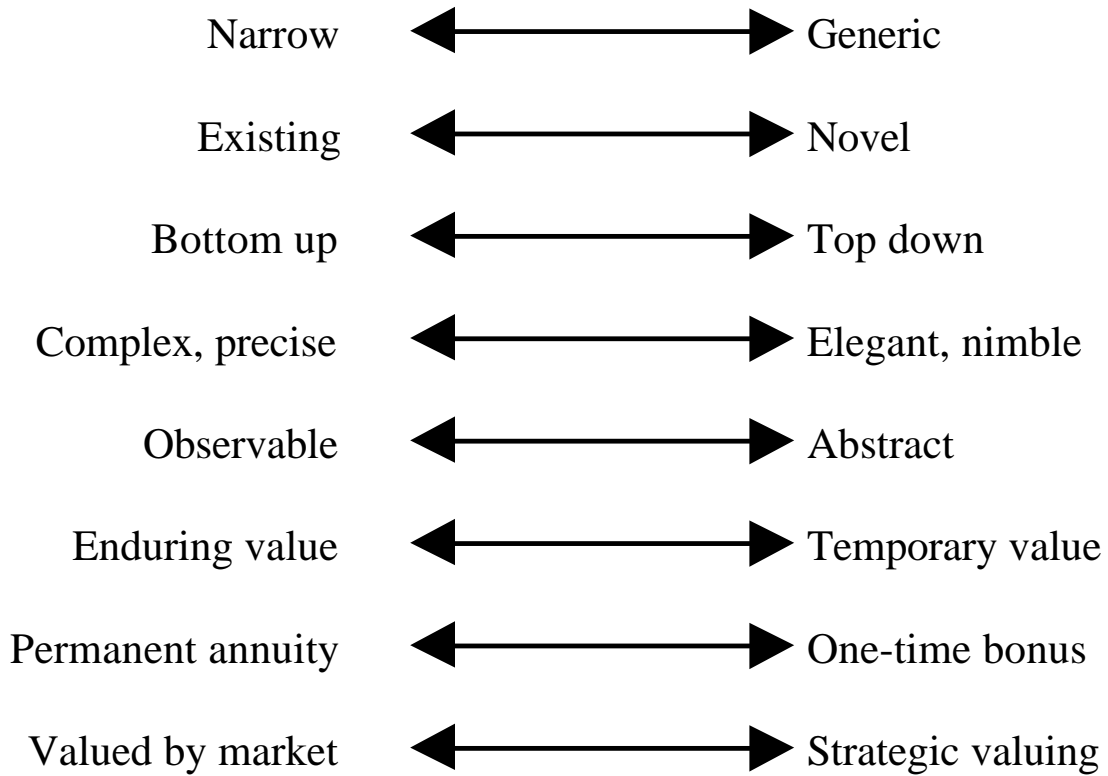 Narrow Generic
Existing Novel
Bottom up Top down
Complex, precise Elegant, nimble
Observable Abstract
Enduring value Temporary value
Permanent annuity One-time bonus
Valued by market Strategic valuing